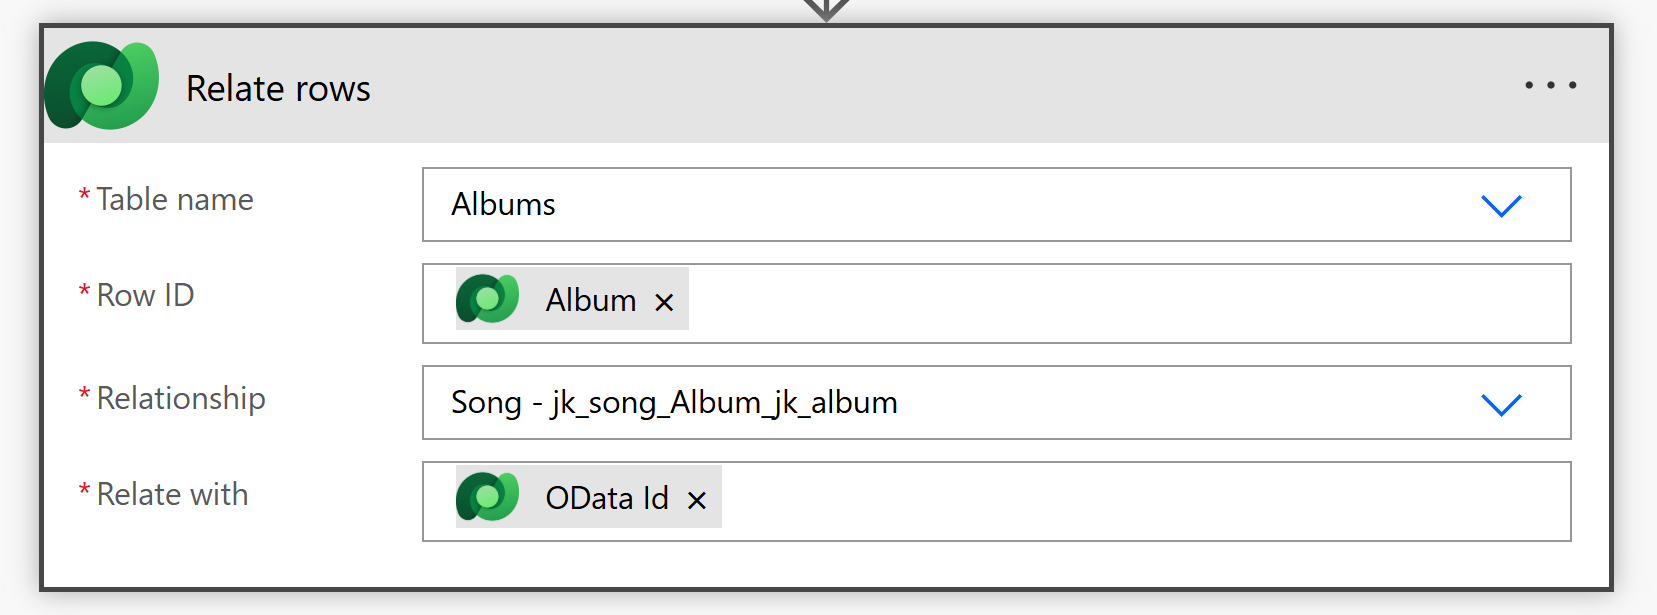 Relate rows
* Table name
Albums
* Row ID
Album ×
* Relationship
Song - jk_song_Album_jk_album
* Relate with
OData Id ×